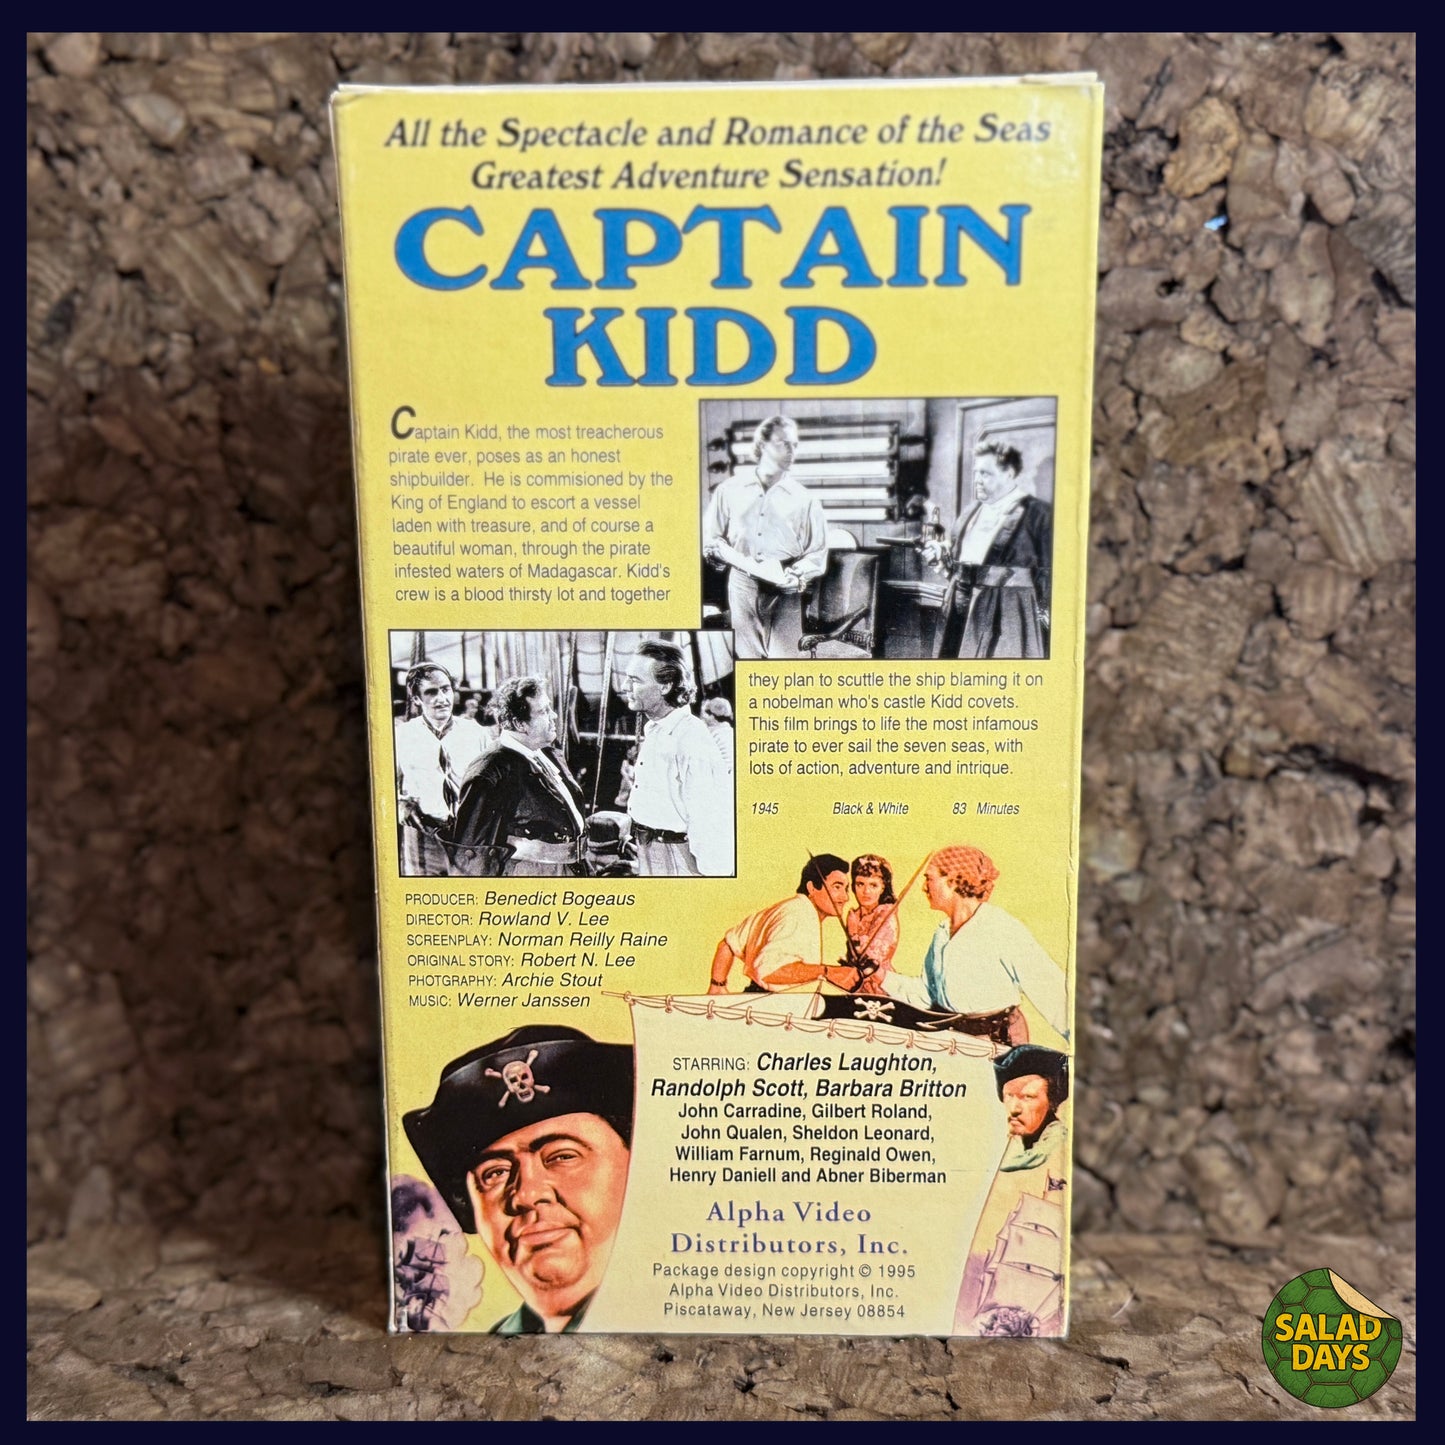 All the Spectacle and Romance of the Seas
Greatest Adventure Sensation!
CAPTAIN
KIDD
Captain Kidd, the most treacherous
pirate ever, poses as an honest
shipbuilder. He is commisioned by the
King of England to escort a vessel
laden with treasure, and of course a
beautiful woman, through the pirate
infested waters of Madagascar. Kidd's
crew is a blood thirsty lot and together
they plan to scuttle the ship blaming it on
a nobelman who's castle Kidd covets.
This film brings to life the most infamous
pirate to ever sail the seven seas, with
lots of action, adventure and intrique.
1945 Black & White 83 Minutes
PRODUCER: Benedict Bogeaus
DIRECTOR: Rowland V. Lee
SCREENPLAY: Norman Reilly Raine
ORIGINAL STORY: Robert N. Lee
PHOTGRAPHY: Archie Stout
MUSIC: Werner Janssen
STARRING: Charles Laughton,
Randolph Scott, Barbara Britton
John Carradine, Gilbert Roland,
John Qualen, Sheldon Leonard,
William Farnum, Reginald Owen,
Henry Daniell and Abner Biberman
Alpha Video
Distributors, Inc.
Package design copyright © 1995
Alpha Video Distributors, Inc.
Piscataway, New Jersey 08854
SALAD
DAYS